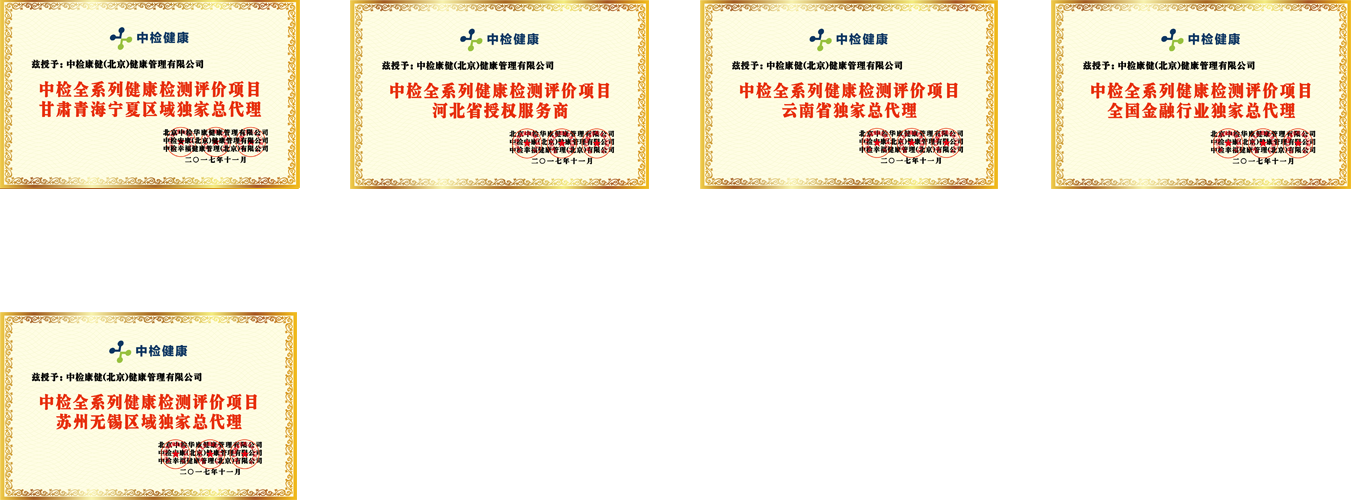 中检健康
兹授予：中检康健(北京)健康管理有限公司
中检全系列健康检测评价项目
甘肃青海宁夏区域独家总代理
北京中检华康健康管理有限公司
中检安康(北京)健康管理有限公司
中检幸福健康管理(北京)有限公司
二〇一七年十一月
中检健康
兹授予：中检康健(北京)健康管理有限公司
中检全系列健康检测评价项目
河北省授权服务商
北京中检华康健康管理有限公司
中检安康(北京)健康管理有限公司
中检幸福健康管理(北京)有限公司
二〇一七年十一月
中检健康
兹授予：中检康健(北京)健康管理有限公司
中检全系列健康检测评价项目
云南省独家总代理
北京中检华康健康管理有限公司
中检安康(北京)健康管理有限公司
中检幸福健康管理(北京)有限公司
二〇一七年十一月
中检健康
兹授予：中检康健(北京)健康管理有限公司
中检全系列健康检测评价项目
全国金融行业独家总代理
北京中检华康健康管理有限公司
中检安康(北京)健康管理有限公司
中检幸福健康管理(北京)有限公司
二〇一七年十一月
中检健康
兹授予：中检康健(北京)健康管理有限公司
中检全系列健康检测评价项目
苏州无锡区域独家总代理
北京中检华康健康管理有限公司
中检安康(北京)健康管理有限公司
中检幸福健康管理(北京)有限公司
二〇一七年十一月